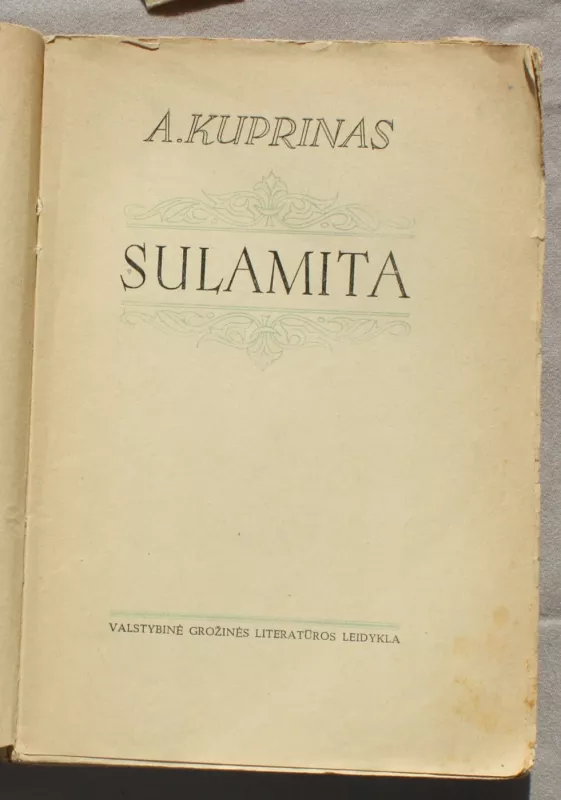 A. KUPRINAS
SULAMITA
VALSTYBINĖ GROŽINĖS LITERATŪROS LEIDYKLA